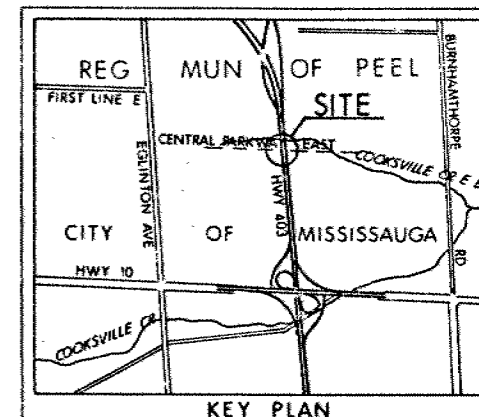 REG MUN OF PEEL
FIRST LINE E
SITE
BURNHAMTHORPE
RD
CENTRAL PARKWAY EAST
COOKSVILLE CR E
EGLINTON AVE
HWY 403
CITY OF MISSISSAUGA
HWY 10
COOKSVILLE CR
KEY PLAN